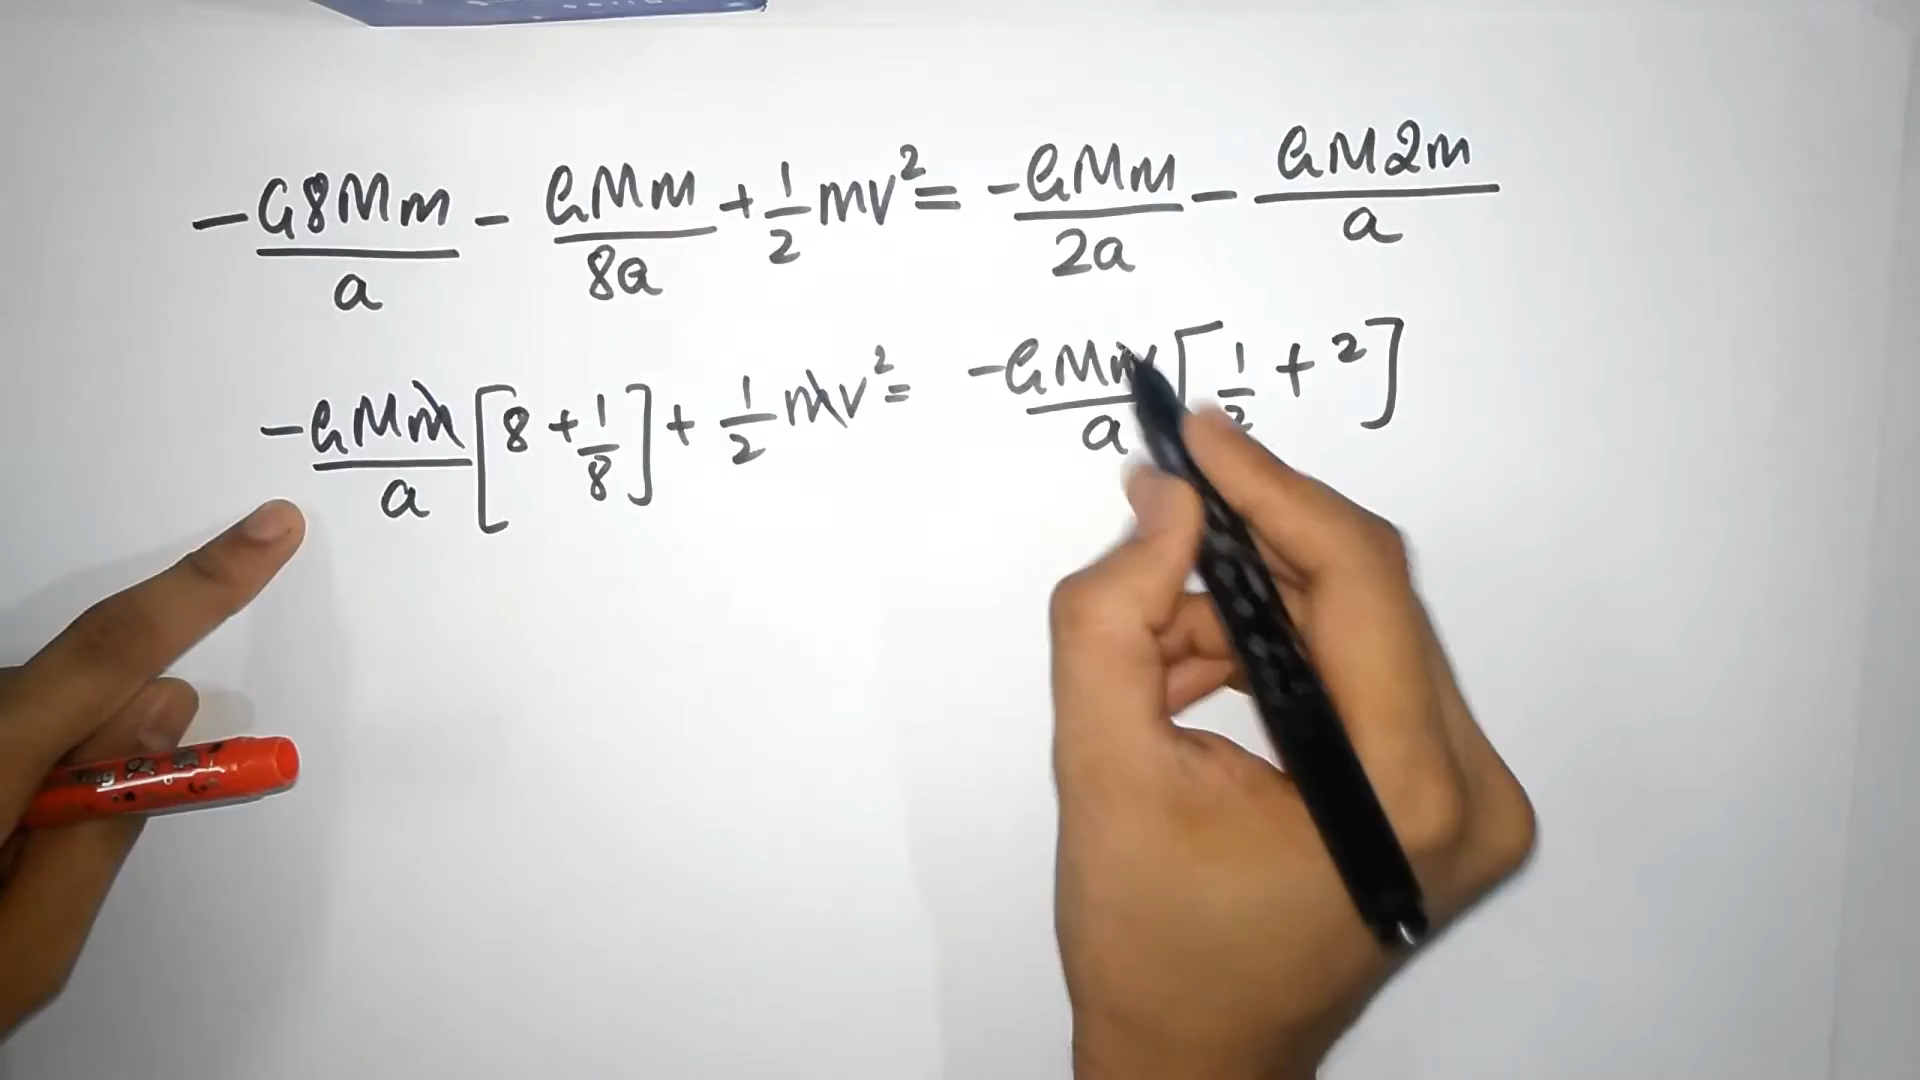 -G8Mm/a - GMm/8a + 1/2 mv² = -GMm/2a - GM2m/a
-GMm/a [8 + 1/8] + 1/2 mv² = -GMm/a [1/2 + 2]